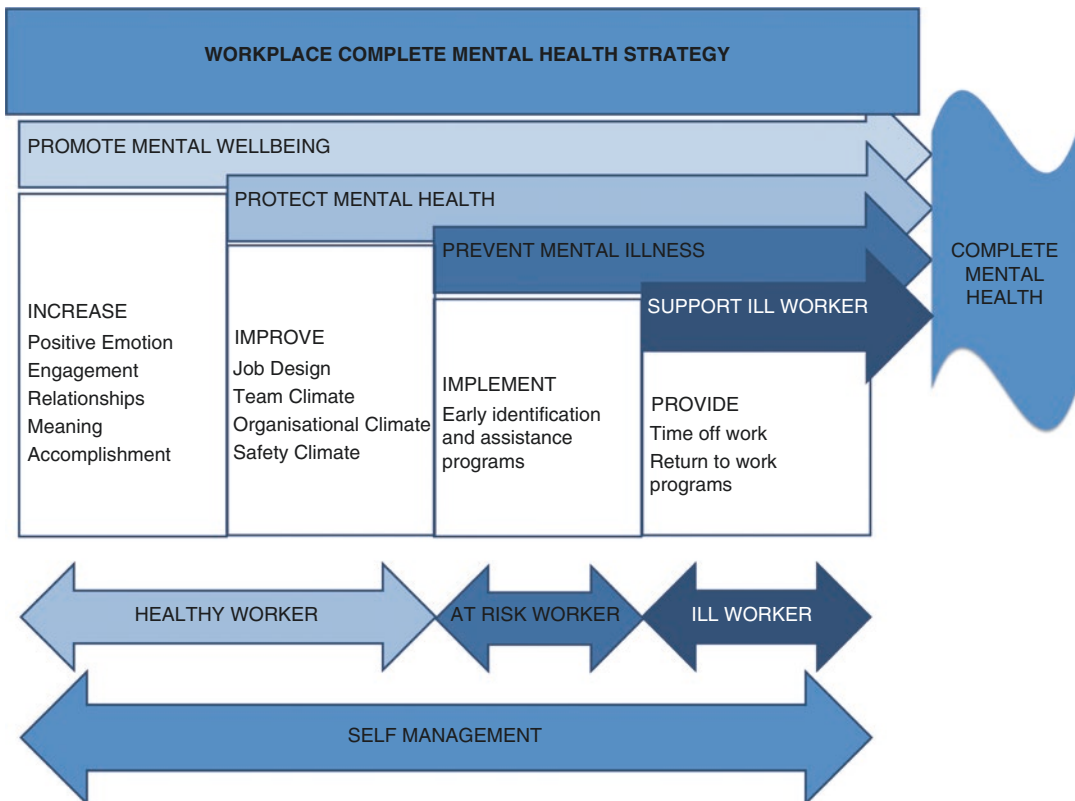 WORKPLACE COMPLETE MENTAL HEALTH STRATEGY
PROMOTE MENTAL WELLBEING
PROTECT MENTAL HEALTH
PREVENT MENTAL ILLNESS
SUPPORT ILL WORKER
COMPLETE
MENTAL
HEALTH
INCREASE
Positive Emotion
Engagement
Relationships
Meaning
Accomplishment
IMPROVE
Job Design
Team Climate
Organisational Climate
Safety Climate
IMPLEMENT
Early identification
and assistance
programs
PROVIDE
Time off work
Return to work
programs
HEALTHY WORKER
AT RISK WORKER
ILL WORKER
SELF MANAGEMENT